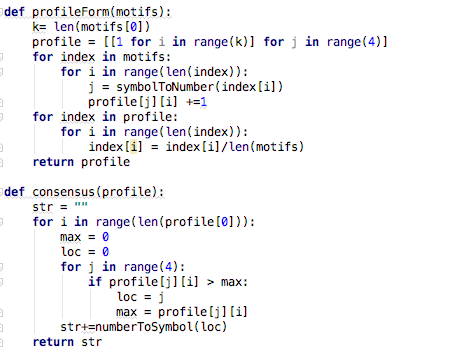 def profileForm(motifs):
    k= len(motifs[0])
    profile = [[1 for i in range(k)] for j in range(4)]
    for index in motifs:
        for i in range(len(index)):
            j = symbolToNumber(index[i])
            profile[j][i] +=1
    for index in profile:
        for i in range(len(index)):
            index[i] = index[i]/len(motifs)
    return profile

def consensus(profile):
    str = ""
    for i in range(len(profile[0])):
        max = 0
        loc = 0
        for j in range(4):
            if profile[j][i] > max:
                loc = j
                max = profile[j][i]
        str+=numberToSymbol(loc)
    return str